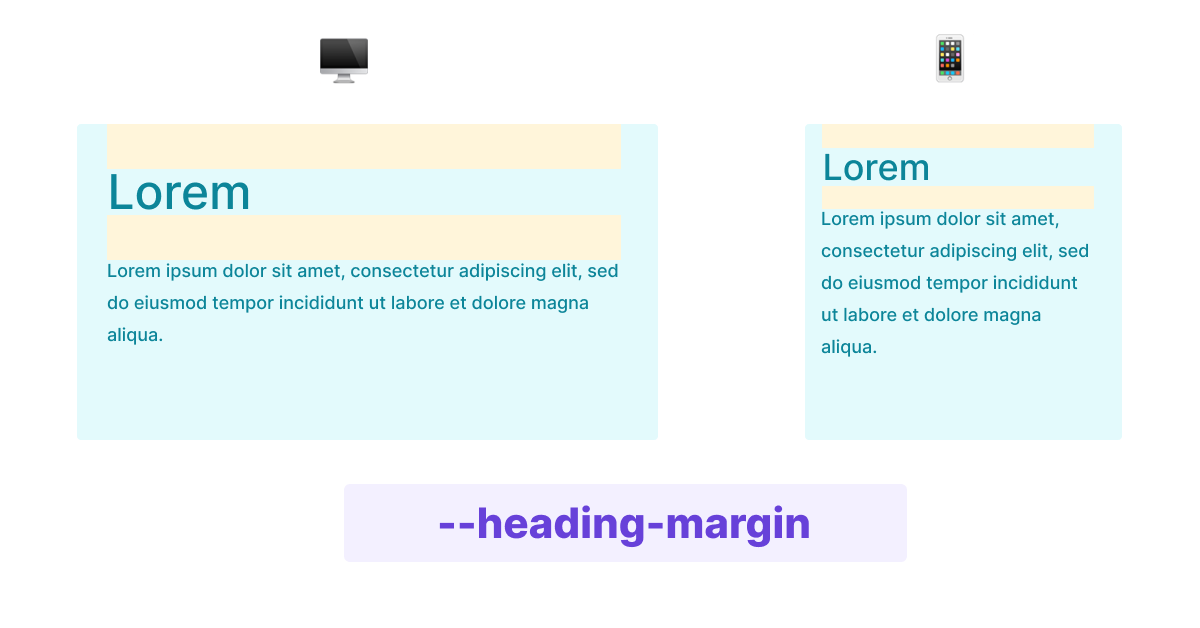 Lorem
Lorem ipsum dolor sit amet, consectetur adipiscing elit, sed
do eiusmod tempor incididunt ut labore et dolore magna
aliqua.
Lorem
Lorem ipsum dolor sit amet,
consectetur adipiscing elit, sed
do eiusmod tempor incididunt
ut labore et dolore magna
aliqua.
--heading-margin